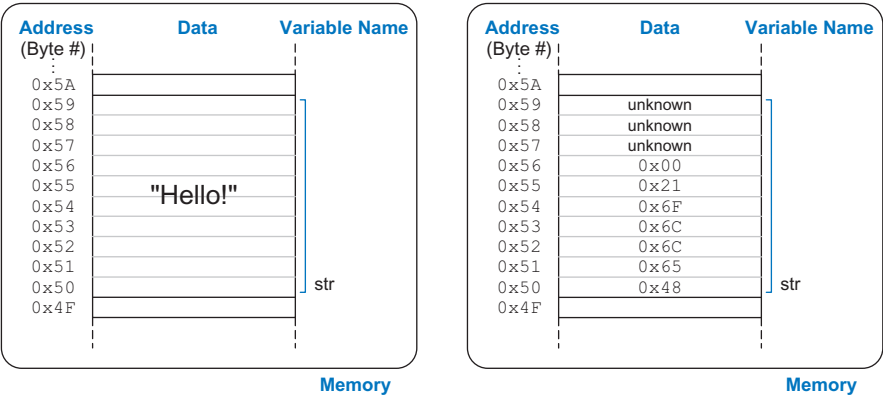 Address Data Variable Name
(Byte #)
⋮
0x5A
0x59
0x58
0x57
0x56
0x55
"Hello!"
0x54
0x53
0x52
0x51
0x50 str
0x4F
Memory
Address Data Variable Name
(Byte #)
⋮
0x5A
0x59 unknown
0x58 unknown
0x57 unknown
0x56 0x00
0x55 0x21
0x54 0x6F
0x53 0x6C
0x52 0x6C
0x51 0x65
0x50 0x48 str
0x4F
Memory